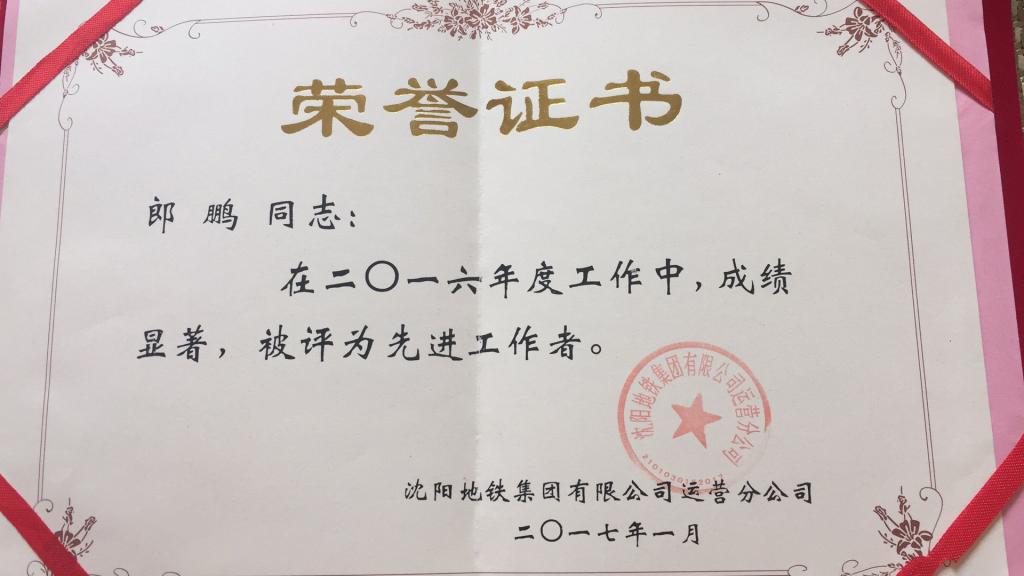 荣誉证书
郎 鹏 同志：
在二〇一六年度工作中，成绩
显著，被评为先进工作者。
沈阳地铁集团有限公司运营分公司
沈阳地铁集团有限公司运营分公司
二〇一七年一月